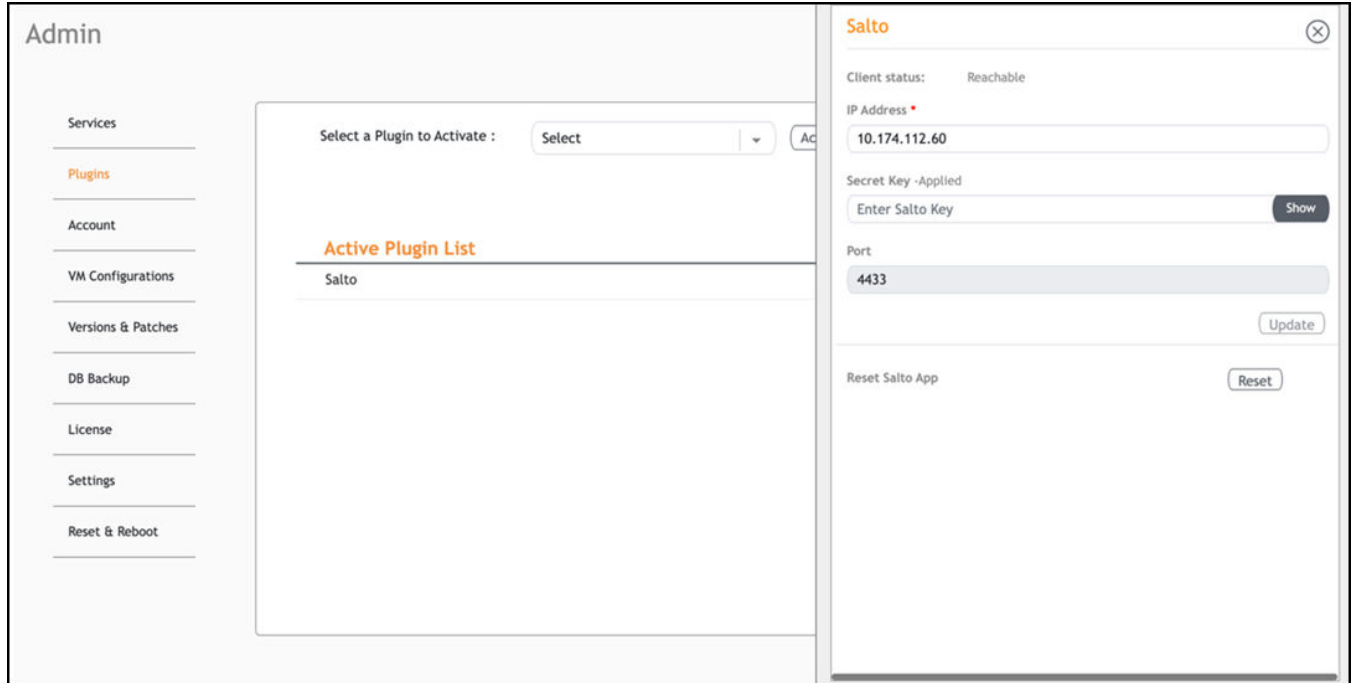 Admin
Services
Plugins
Account
VM Configurations
Versions & Patches
DB Backup
License
Settings
Reset & Reboot
Select a Plugin to Activate :
Select
Ac
Active Plugin List
Salto
Salto
Client status: Reachable
IP Address *
10.174.112.60
Secret Key -Applied
Enter Salto Key
Show
Port
4433
Update
Reset Salto App
Reset